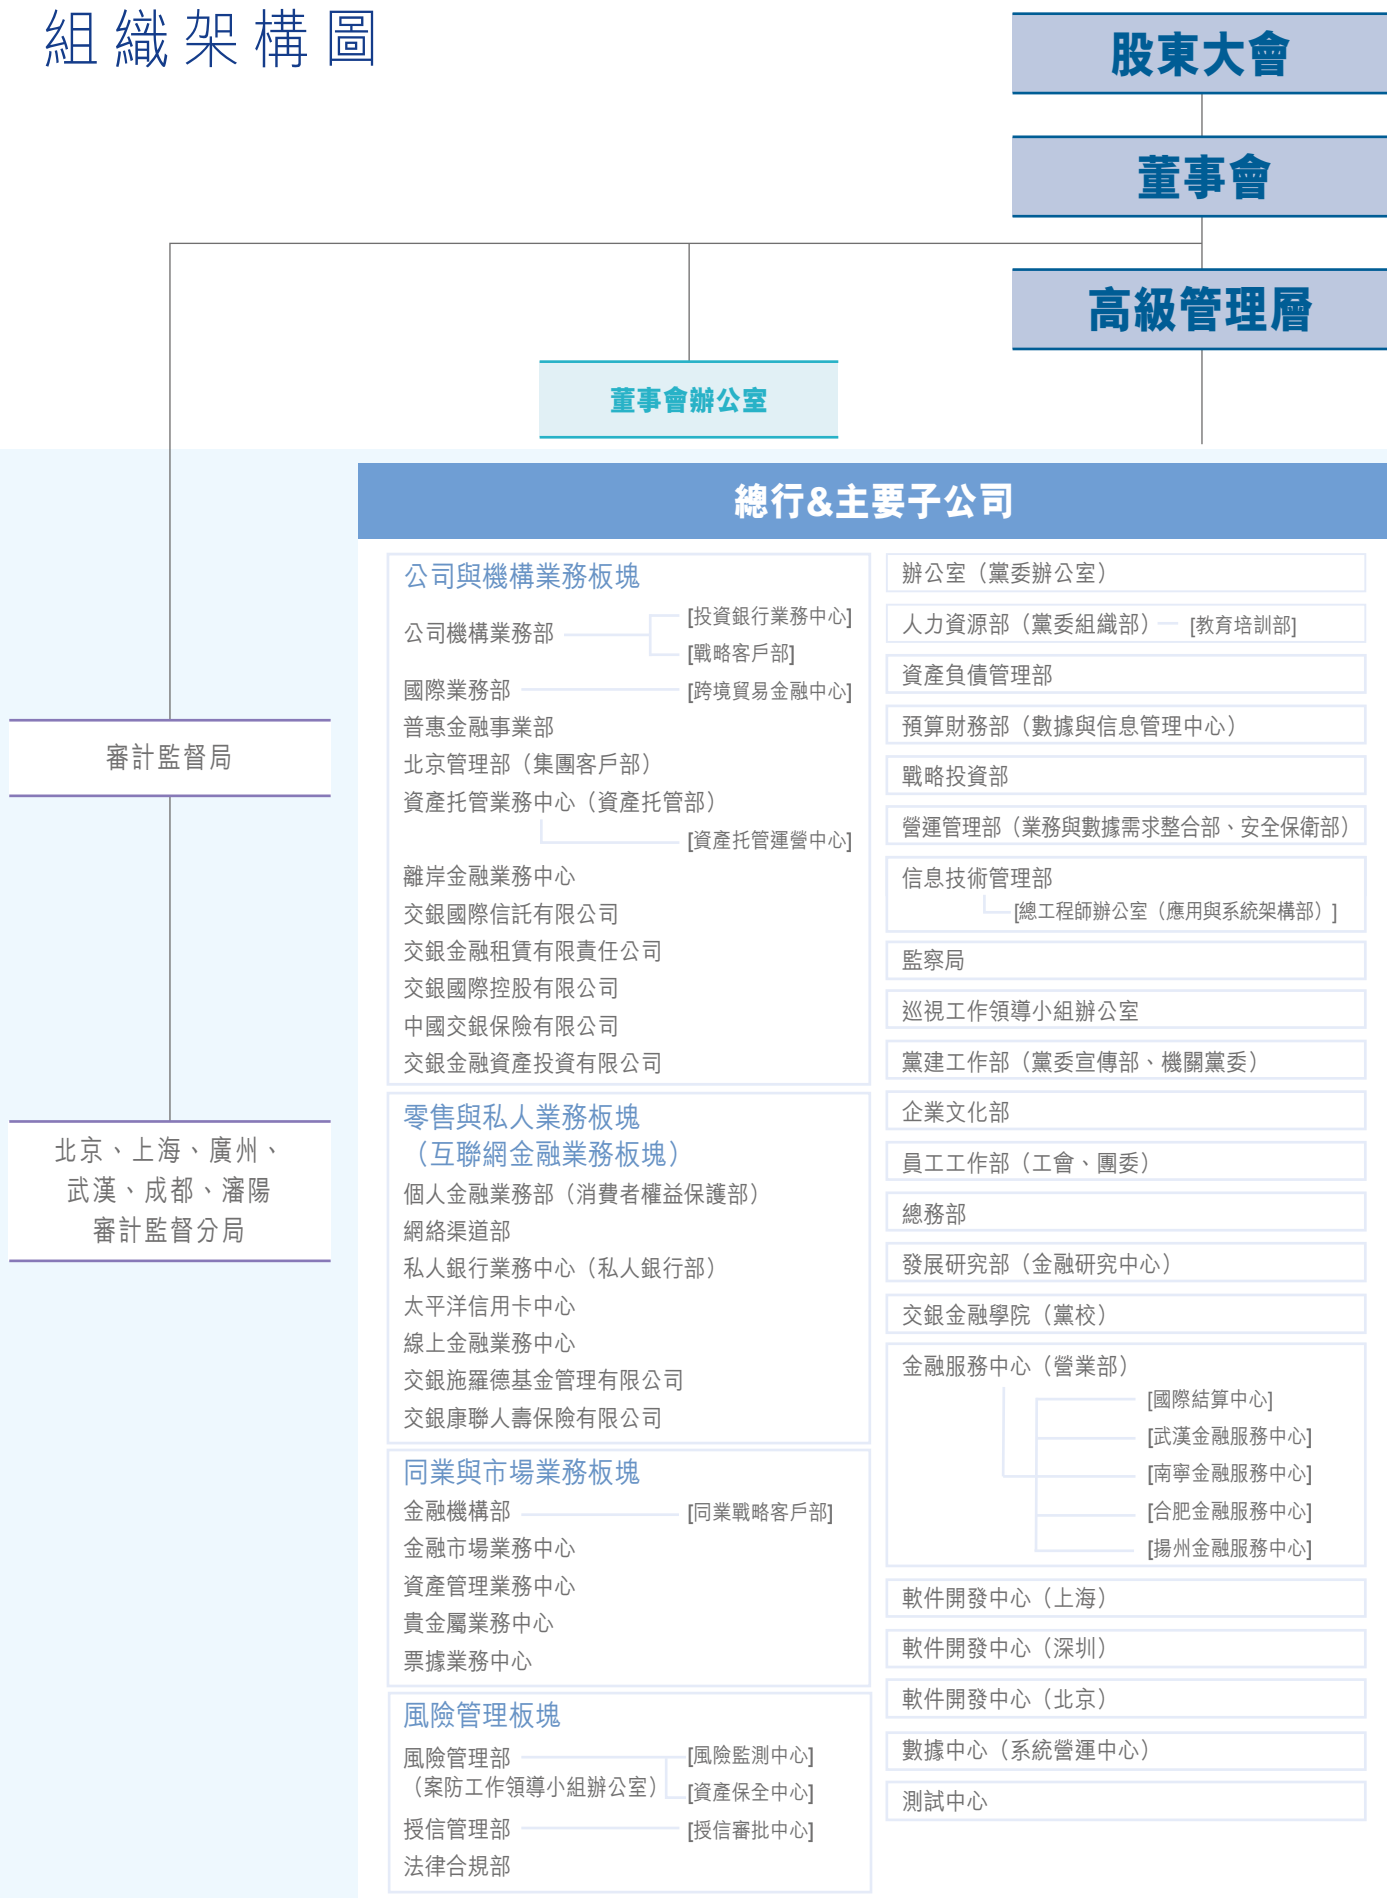 組織架構圖
股東大會
董事會
高級管理層
董事會辦公室
審計監督局
北京、上海、廣州、
武漢、成都、瀋陽
審計監督分局
總行&主要子公司
公司與機構業務板塊
公司機構業務部
[投資銀行業務中心]
[戰略客戶部]
國際業務部
[跨境貿易金融中心]
普惠金融事業部
北京管理部（集團客戶部）
資產托管業務中心（資產托管部）
[資產托管運營中心]
離岸金融業務中心
交銀國際信託有限公司
交銀金融租賃有限責任公司
交銀國際控股有限公司
中國交銀保險有限公司
交銀金融資產投資有限公司
零售與私人業務板塊
（互聯網金融業務板塊）
個人金融業務部（消費者權益保護部）
網絡渠道部
私人銀行業務中心（私人銀行部）
太平洋信用卡中心
線上金融業務中心
交銀施羅德基金管理有限公司
交銀康聯人壽保險有限公司
同業與市場業務板塊
金融機構部
[同業戰略客戶部]
金融市場業務中心
資產管理業務中心
貴金屬業務中心
票據業務中心
風險管理板塊
風險管理部
（案防工作領導小組辦公室）
[風險監測中心]
[資產保全中心]
授信管理部
[授信審批中心]
法律合規部
辦公室（黨委辦公室）
人力資源部（黨委組織部）
[教育培訓部]
資產負債管理部
預算財務部（數據與信息管理中心）
戰略投資部
營運管理部（業務與數據需求整合部、安全保衛部）
信息技術管理部
[總工程師辦公室（應用與系統架構部）]
監察局
巡視工作領導小組辦公室
黨建工作部（黨委宣傳部、機關黨委）
企業文化部
員工工作部（工會、團委）
總務部
發展研究部（金融研究中心）
交銀金融學院（黨校）
金融服務中心（營業部）
[國際結算中心]
[武漢金融服務中心]
[南寧金融服務中心]
[合肥金融服務中心]
[揚州金融服務中心]
軟件開發中心（上海）
軟件開發中心（深圳）
軟件開發中心（北京）
數據中心（系統營運中心）
測試中心